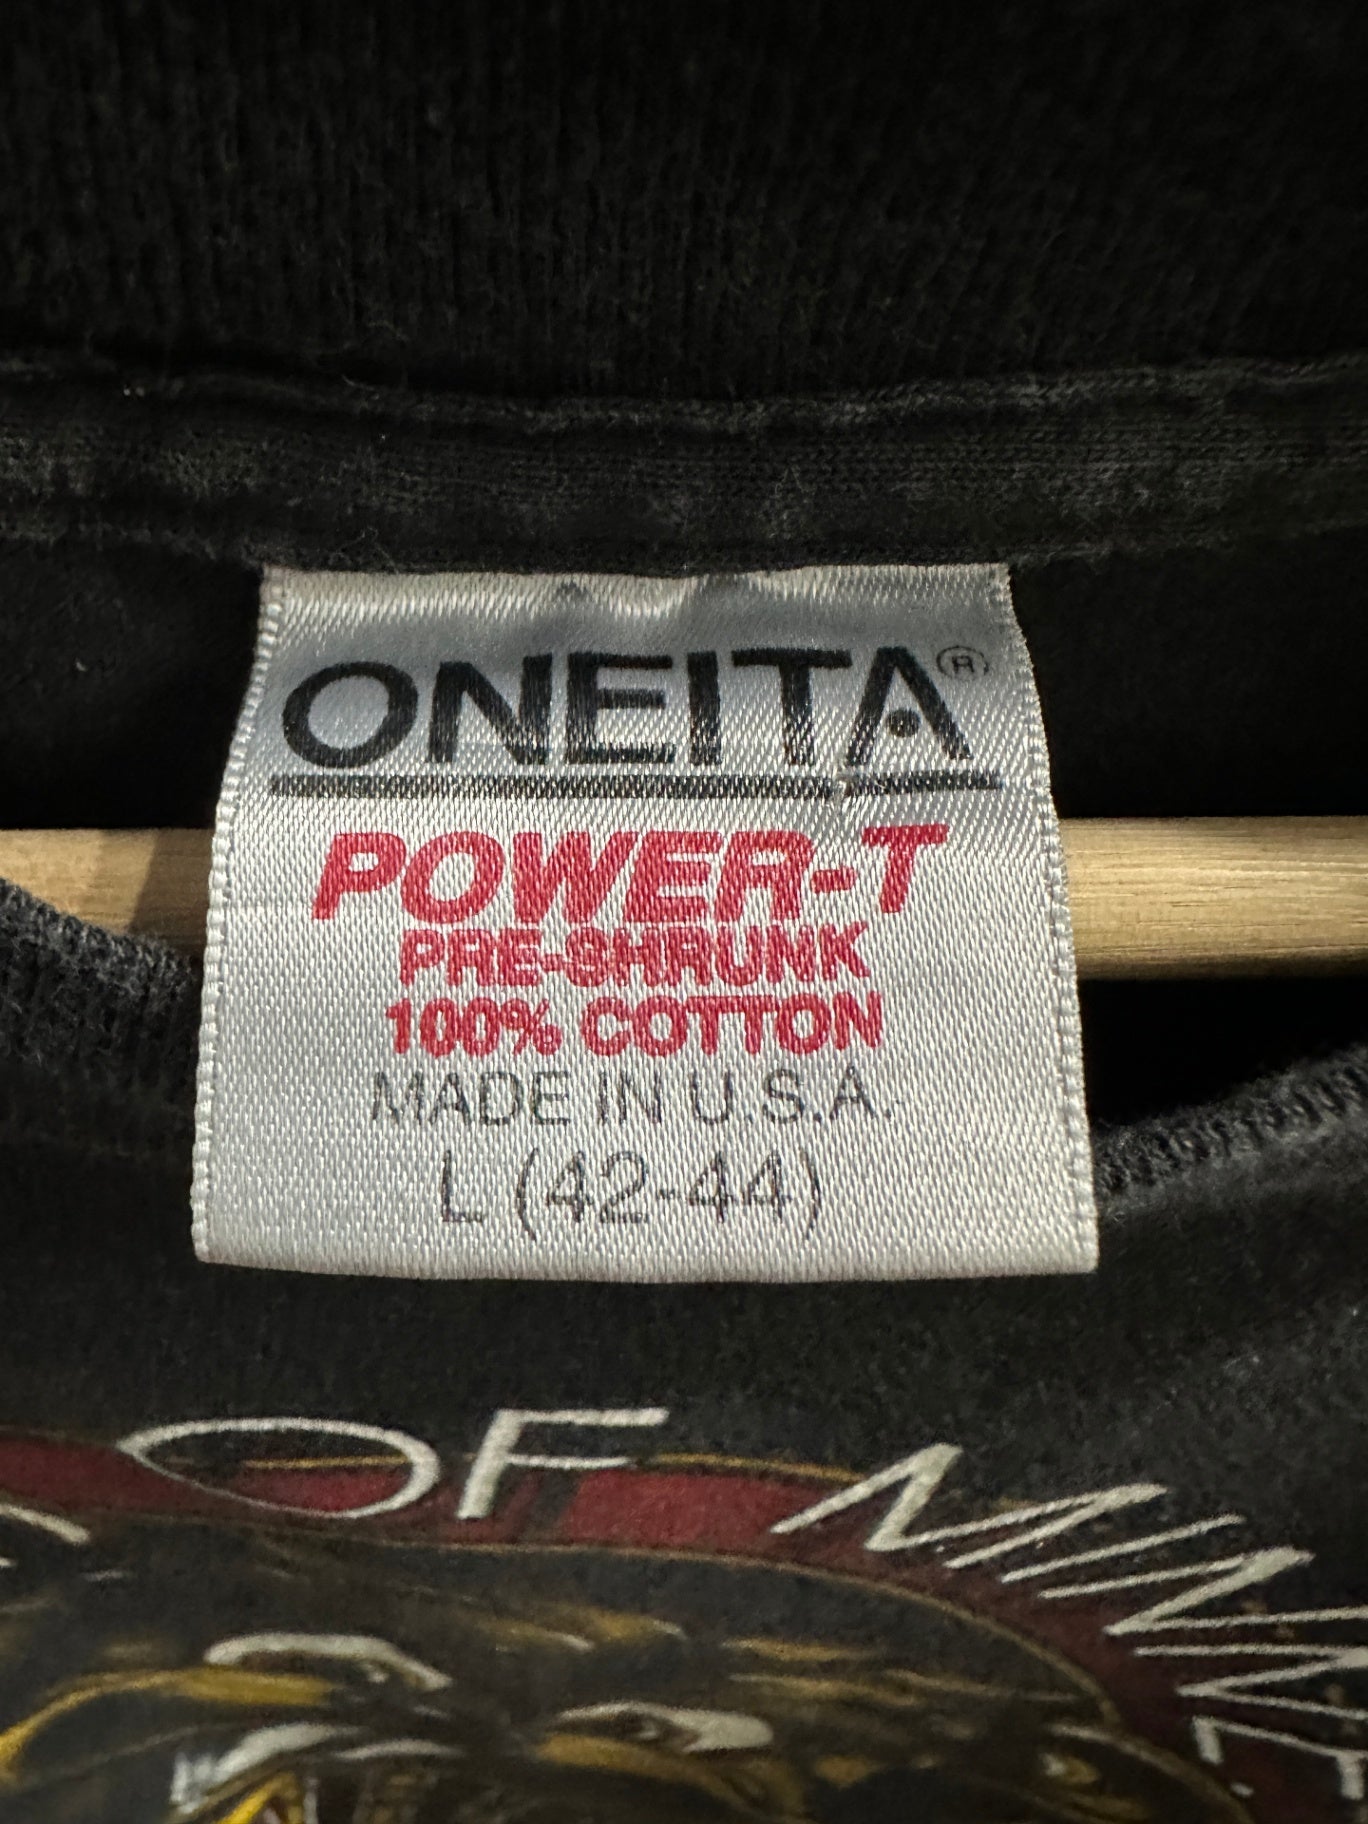 ONEITA®
POWER-T
PRE-SHRUNK
100% COTTON
MADE IN U.S.A.
L (42-44)
OF